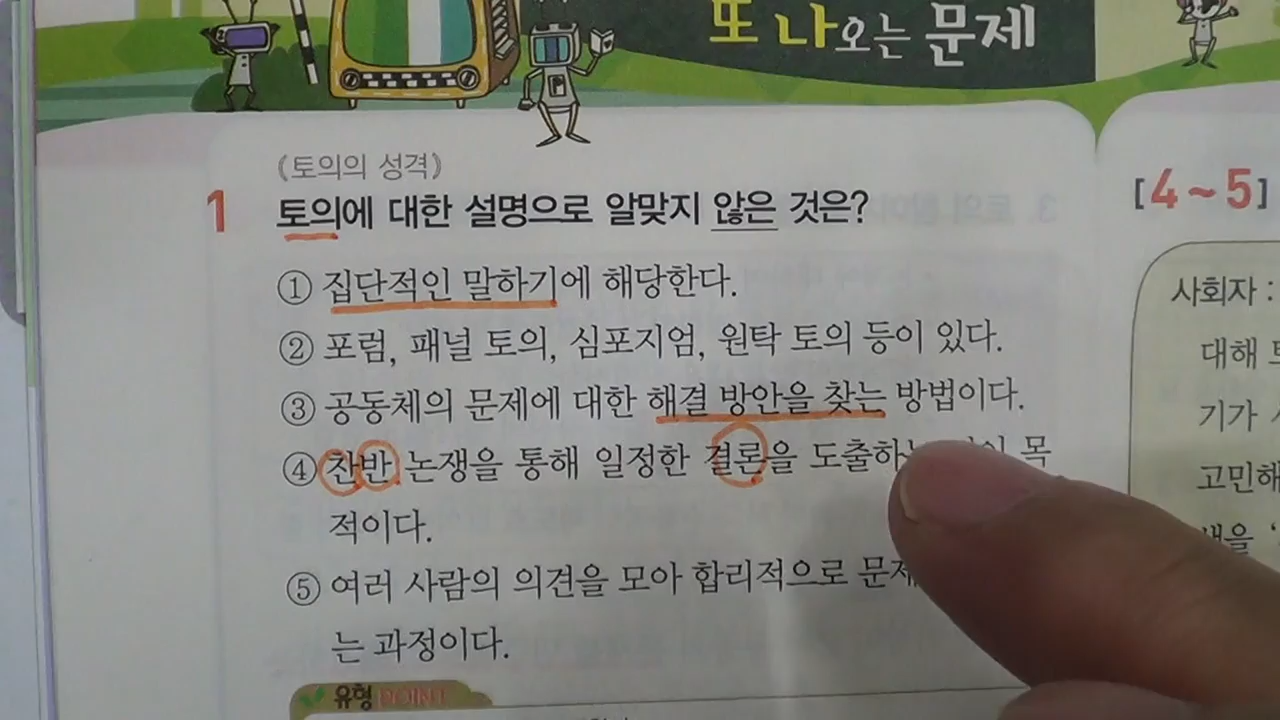 또 나오는 문제
《토의의 성격》
1 토의에 대한 설명으로 알맞지 않은 것은?
① 집단적인 말하기에 해당한다.
② 포럼, 패널 토의, 심포지엄, 원탁 토의 등이 있다.
③ 공동체의 문제에 대한 해결 방안을 찾는 방법이다.
④ 찬반 논쟁을 통해 일정한 결론을 도출하 목
적이다.
⑤ 여러 사람의 의견을 모아 합리적으로 문제
는 과정이다.
유형 POINT
[4~5]
사회자 :
대해
기가
고민해